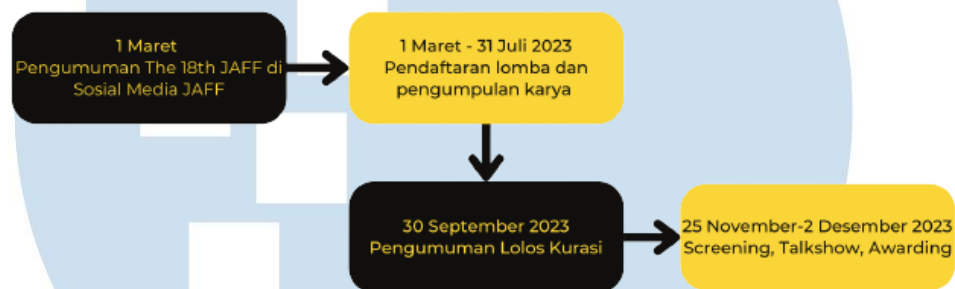 1 Maret
Pengumuman The 18th JAFF di
Sosial Media JAFF
1 Maret - 31 Juli 2023
Pendaftaran lomba dan
pengumpulan karya
30 September 2023
Pengumuman Lolos Kurasi
25 November-2 Desember 2023
Screening, Talkshow, Awarding